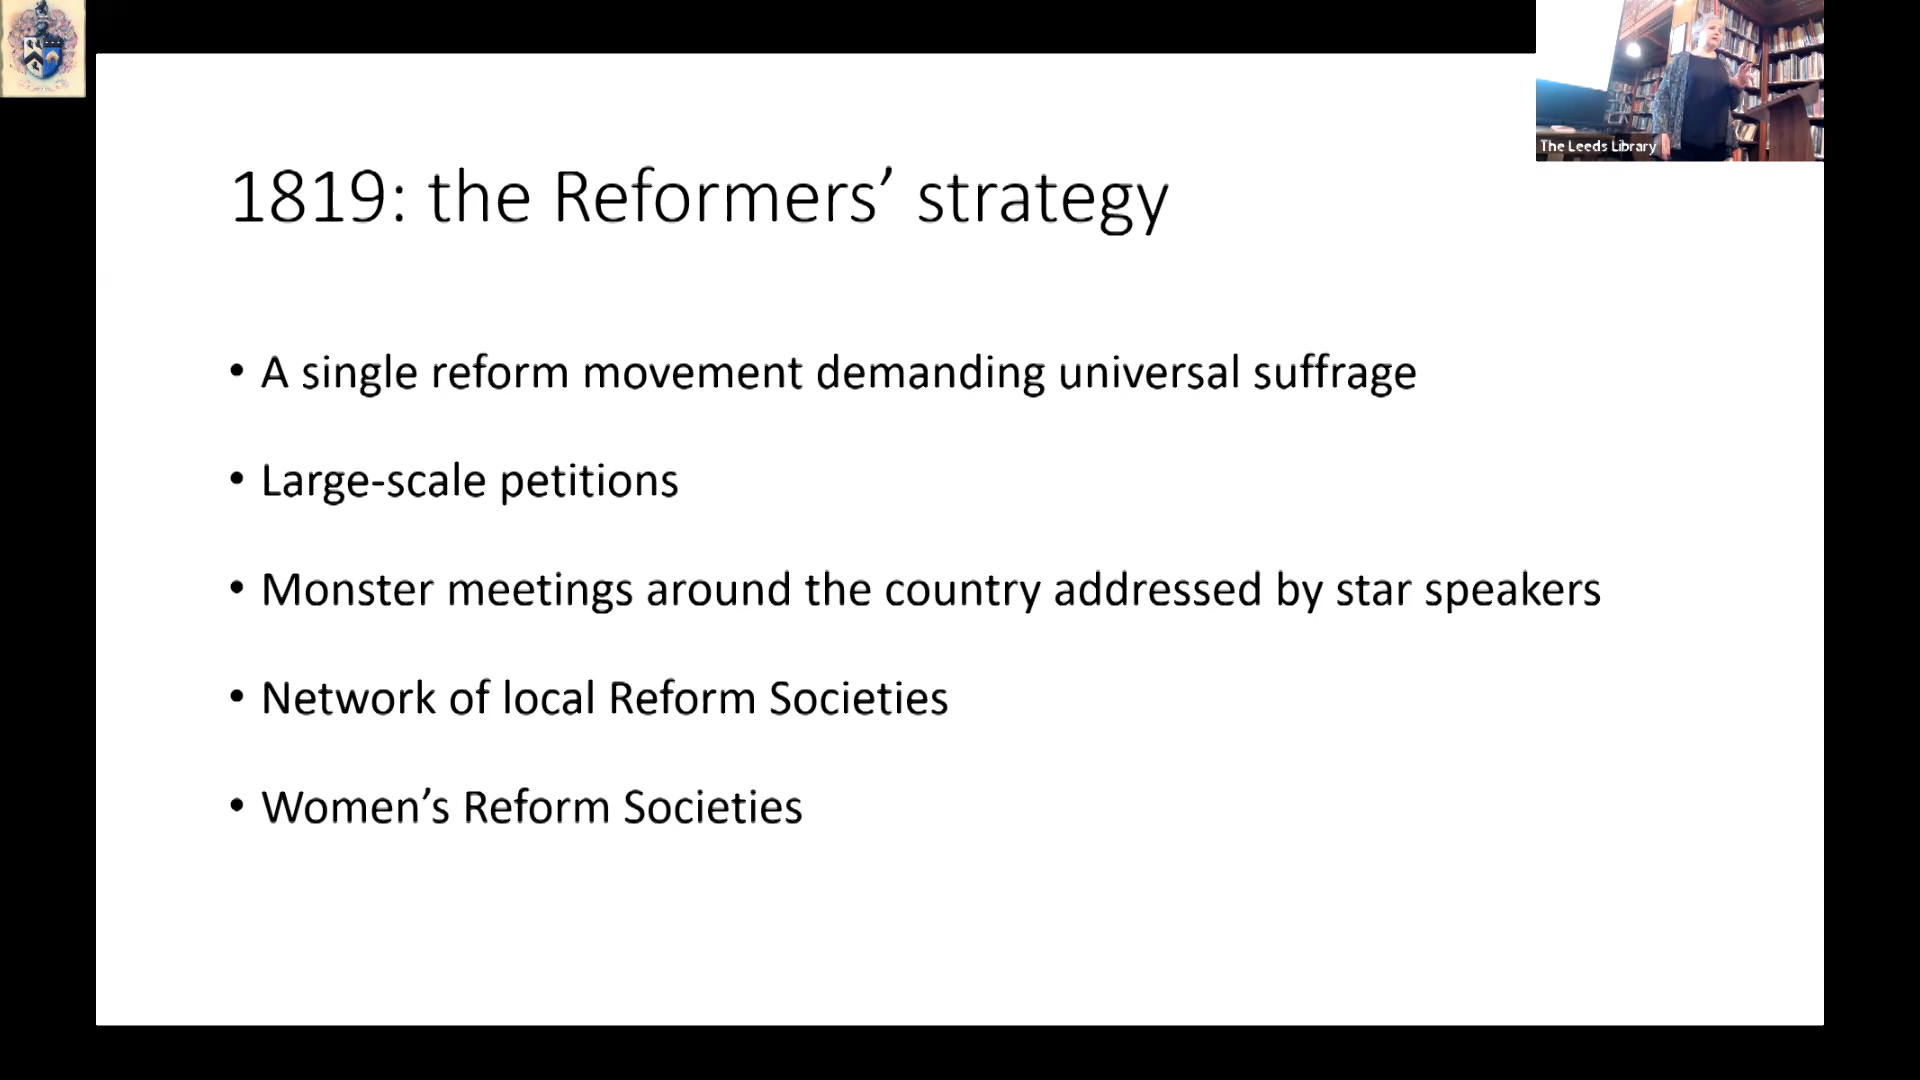 The Leeds Library
1819: the Reformers’ strategy
• A single reform movement demanding universal suffrage
• Large-scale petitions
• Monster meetings around the country addressed by star speakers
• Network of local Reform Societies
• Women’s Reform Societies